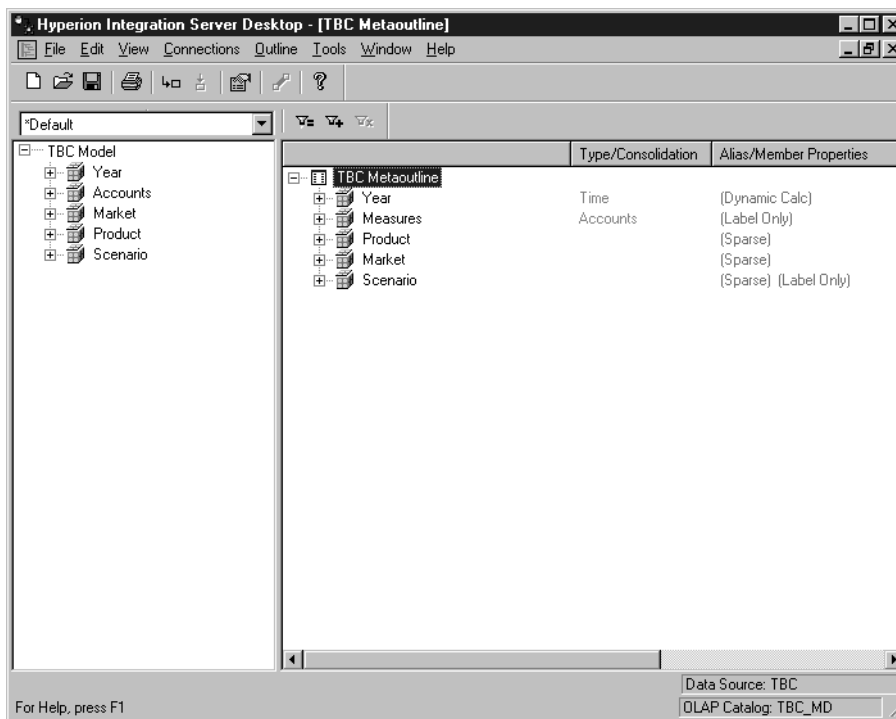 Hyperion Integration Server Desktop - [TBC Metaoutline]
File Edit View Connections Outline Tools Window Help
*Default
TBC Model
Year
Accounts
Market
Product
Scenario
Type/Consolidation Alias/Member Properties
TBC Metaoutline
Year Time (Dynamic Calc)
Measures Accounts (Label Only)
Product (Sparse)
Market (Sparse)
Scenario (Sparse) (Label Only)
Data Source: TBC
For Help, press F1 OLAP Catalog: TBC_MD